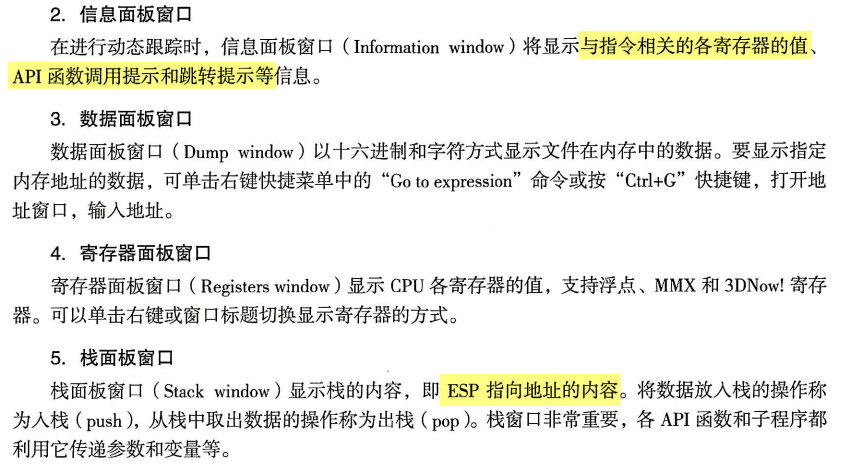 2. 信息面板窗口
在进行动态跟踪时，信息面板窗口（Information window）将显示与指令相关的各寄存器的值、
API 函数调用提示和跳转提示等信息。
3. 数据面板窗口
数据面板窗口（Dump window）以十六进制和字符方式显示文件在内存中的数据。要显示指定
内存地址的数据，可单击右键快捷菜单中的“Go to expression”命令或按“Ctrl+G”快捷键，打开地
址窗口，输入地址。
4. 寄存器面板窗口
寄存器面板窗口（Registers window）显示 CPU 各寄存器的值，支持浮点、MMX 和 3DNow! 寄存
器。可以单击右键或窗口标题切换显示寄存器的方式。
5. 栈面板窗口
栈面板窗口（Stack window）显示栈的内容，即 ESP 指向地址的内容。将数据放入栈的操作称
为入栈（push），从栈中取出数据的操作称为出栈（pop）。栈窗口非常重要，各 API 函数和子程序都
利用它传递参数和变量等。